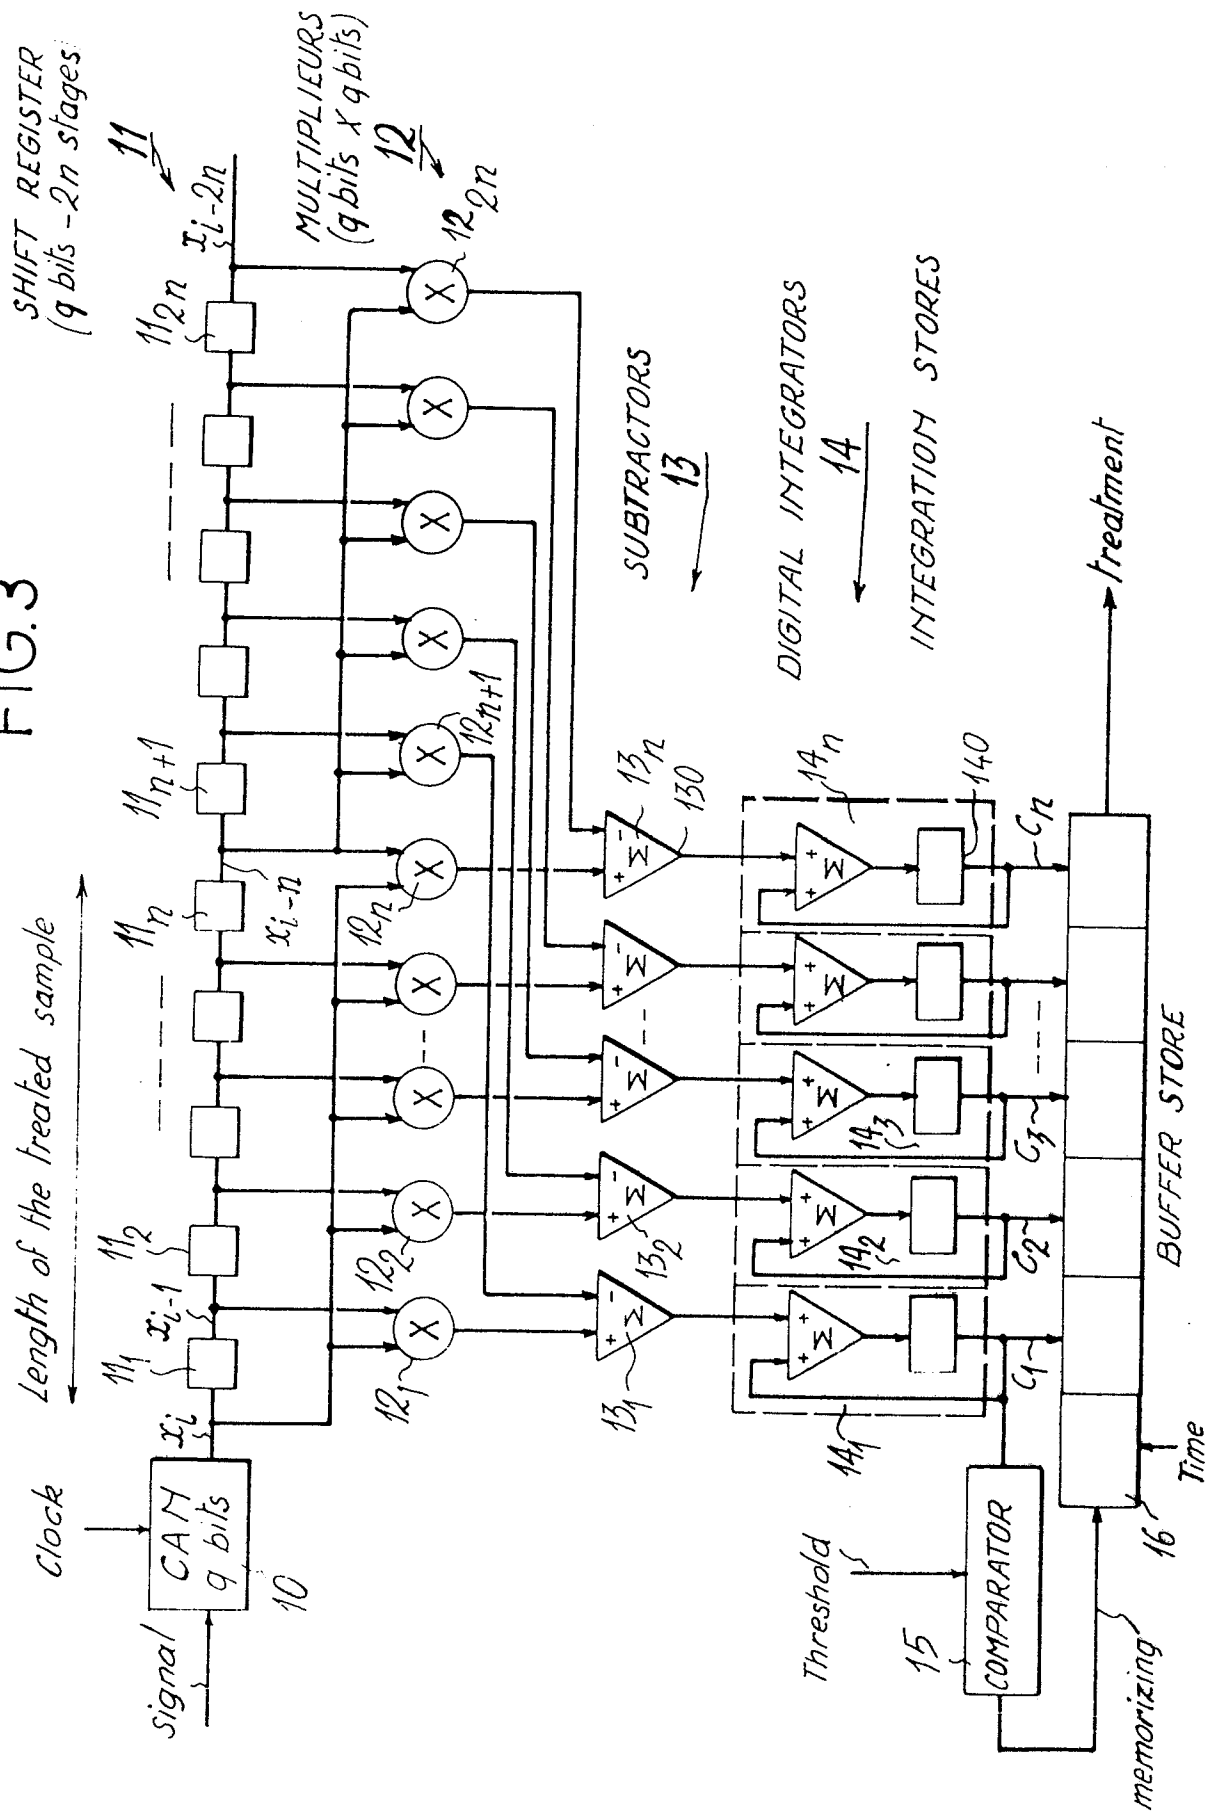 FIG.3
SHIFT REGISTER
(q bits - 2n stages
11
Length of the treated sample
Clock
signal
CAM
q bits
10
xi
11₁
xi-1
11₂
11n
xi-n
11n+1
11₂n
xi-2n
MULTIPLIEURS
(q bits X q bits)
12
X
X
X
X
X
X
X
X
X
X
12₁
12₂
12n
12n+1
12₂n
SUBTRACTORS
13
+ - Σ
+ - Σ
+ - Σ
+ - Σ
+ - Σ
13₁
13₂
13n
130
DIGITAL INTEGRATORS
14
INTEGRATION STORES
+ + Σ
+ + Σ
+ + Σ
+ + Σ
+ + Σ
14₁
14₂
14₃
14n
140
Threshold
15
COMPARATOR
C₁
C₂
C₃
Cn
memorizing
16
Time
BUFFER STORE
treatment